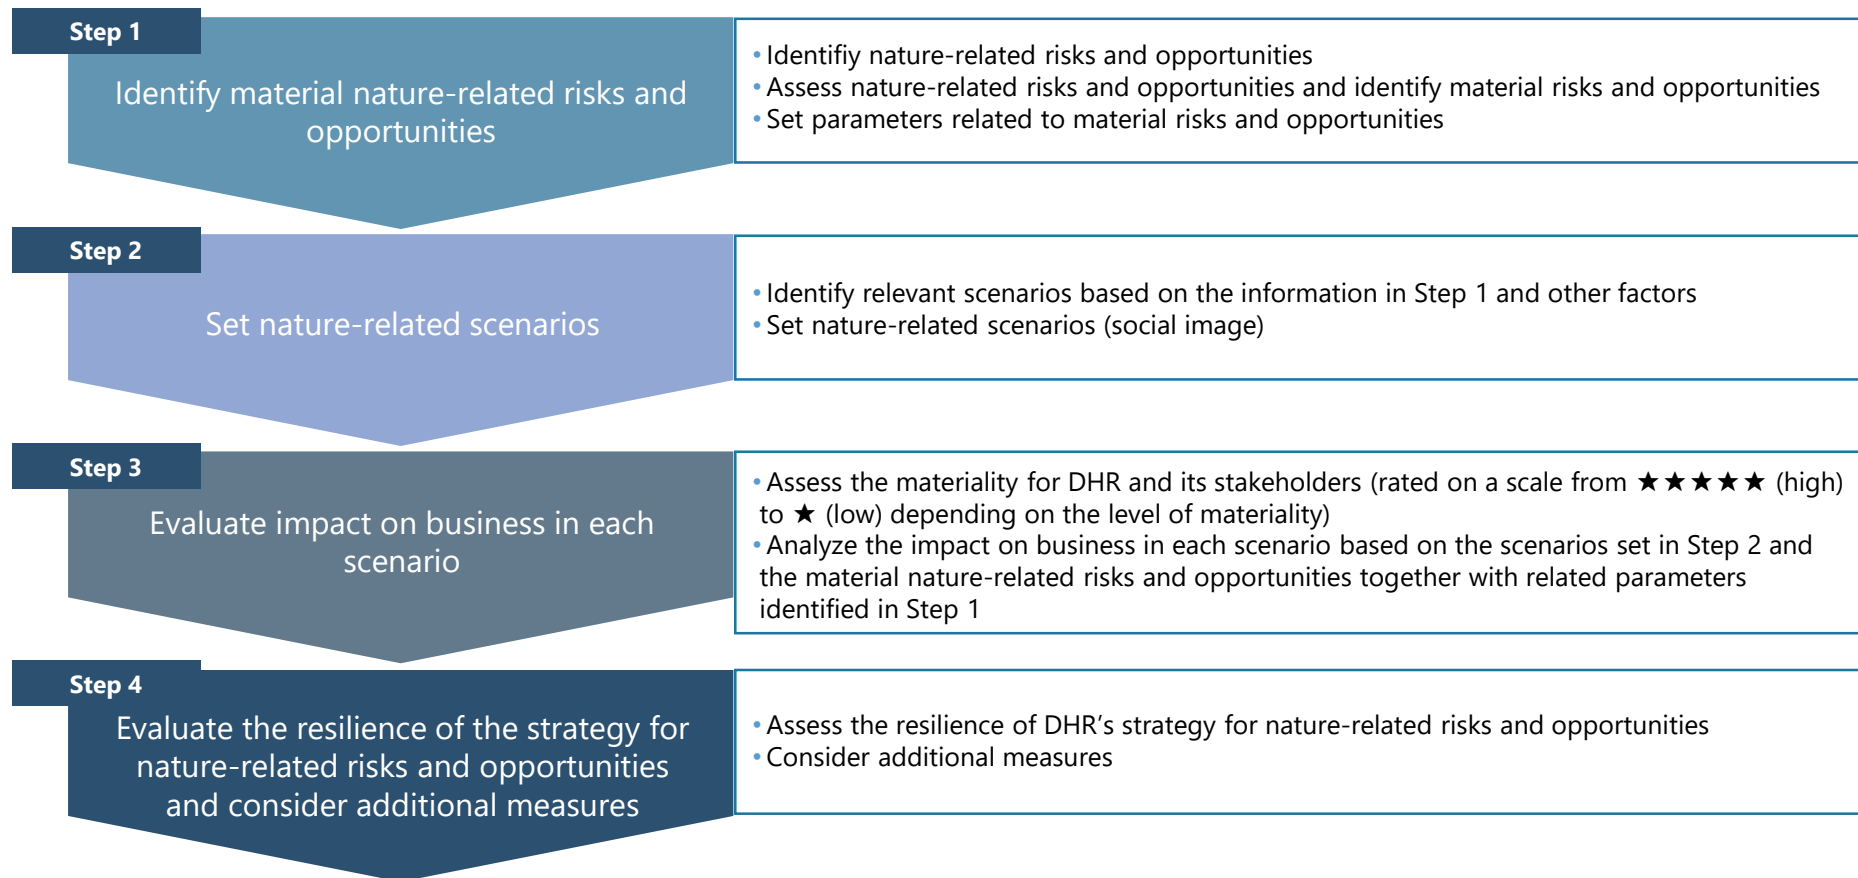 Step 1
Identify material nature-related risks and
opportunities
• Identifiy nature-related risks and opportunities
• Assess nature-related risks and opportunities and identify material risks and opportunities
• Set parameters related to material risks and opportunities
Step 2
Set nature-related scenarios
• Identify relevant scenarios based on the information in Step 1 and other factors
• Set nature-related scenarios (social image)
Step 3
Evaluate impact on business in each
scenario
• Assess the materiality for DHR and its stakeholders (rated on a scale from ★★★★★ (high)
to ★ (low) depending on the level of materiality)
• Analyze the impact on business in each scenario based on the scenarios set in Step 2 and
the material nature-related risks and opportunities together with related parameters
identified in Step 1
Step 4
Evaluate the resilience of the strategy for
nature-related risks and opportunities
and consider additional measures
• Assess the resilience of DHR’s strategy for nature-related risks and opportunities
• Consider additional measures